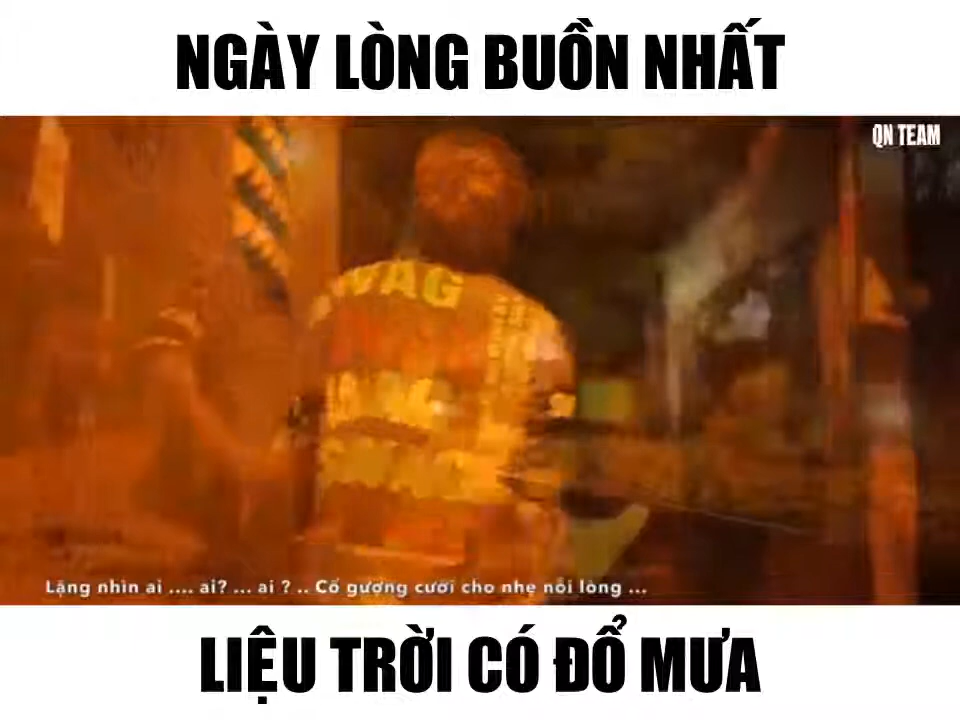 NGÀY LÒNG BUỒN NHẤT
QN TEAM
WAG
Lặng nhìn ai .... ai? ... ai ? .. Cố gượng cười cho nhẹ nỗi lòng ...
LIỆU TRỜI CÓ ĐỔ MƯA